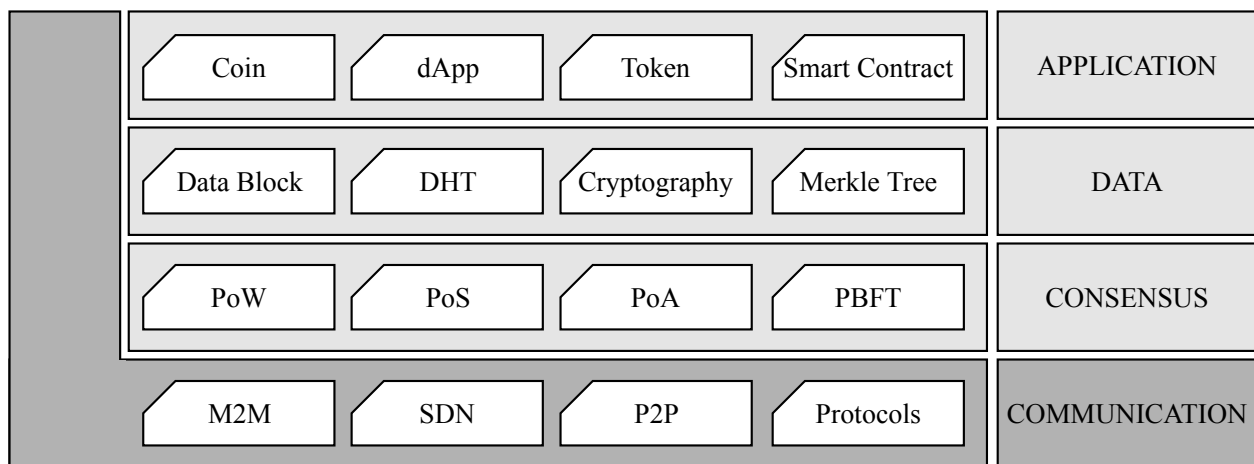 Coin dApp Token Smart Contract APPLICATION
Data Block DHT Cryptography Merkle Tree DATA
PoW PoS PoA PBFT CONSENSUS
M2M SDN P2P Protocols COMMUNICATION